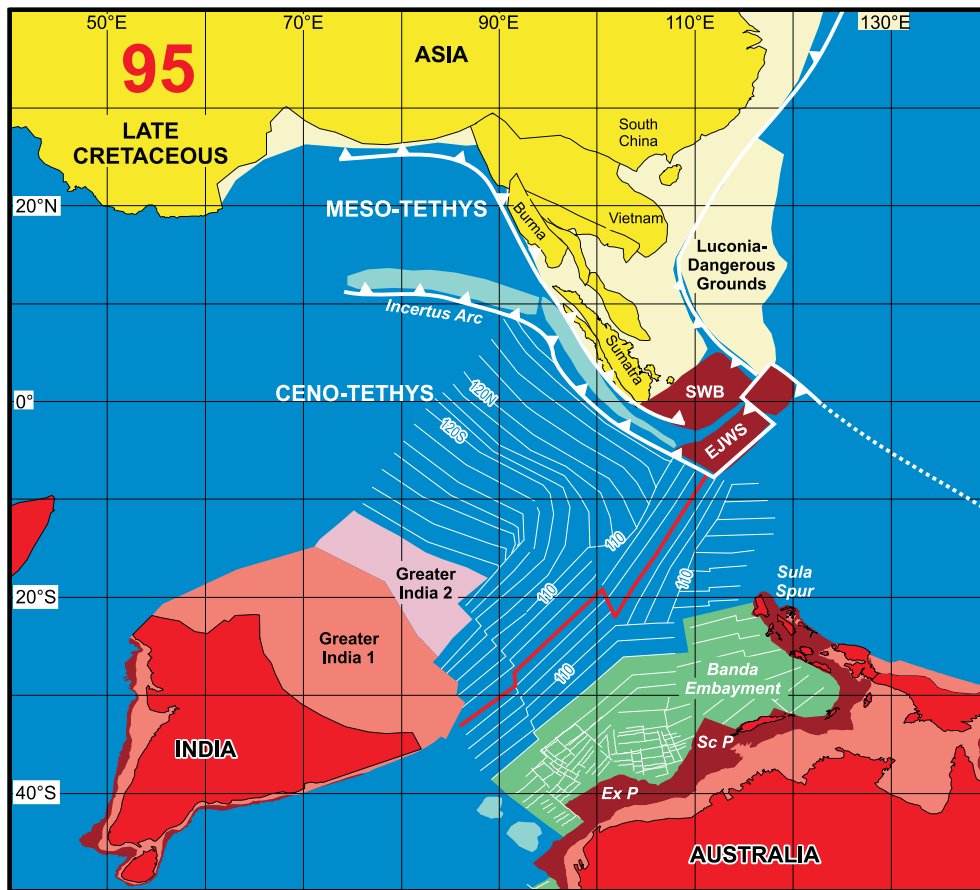 50°E
70°E
90°E
110°E
130°E
95
ASIA
LATE
CRETACEOUS
South
China
20°N
MESO-TETHYS
Burma
Vietnam
Luconia-
Dangerous
Grounds
Incertus Arc
Sumatra
0°
CENO-TETHYS
120N
120S
SWB
EJWS
110
110
110
110
Greater
India 2
Sula
Spur
20°S
Greater
India 1
Banda
Embayment
INDIA
Sc P
40°S
Ex P
AUSTRALIA